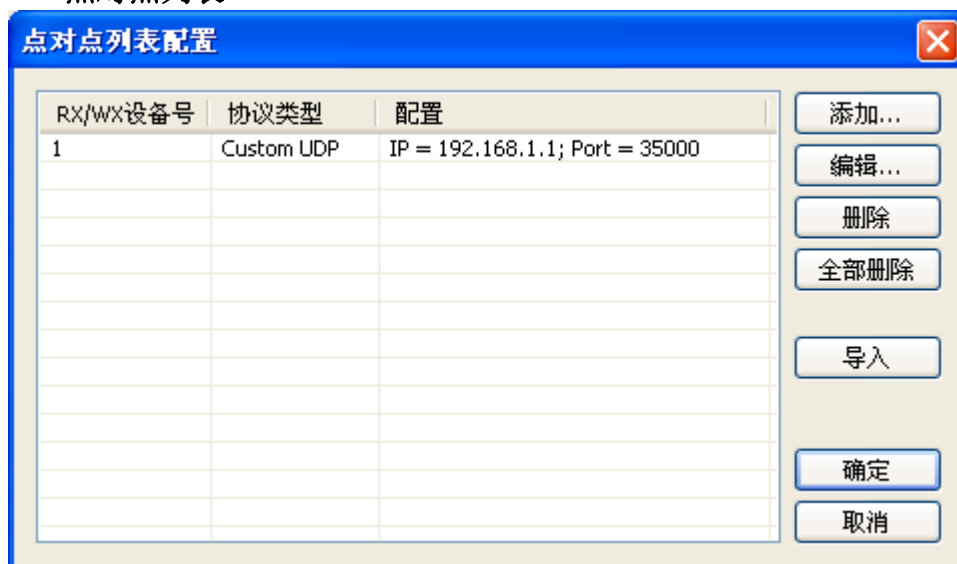 点对点列表配置
RX/WX设备号 协议类型 配置
1 Custom UDP IP = 192.168.1.1; Port = 35000
添加...
编辑...
删除
全部删除
导入
确定
取消